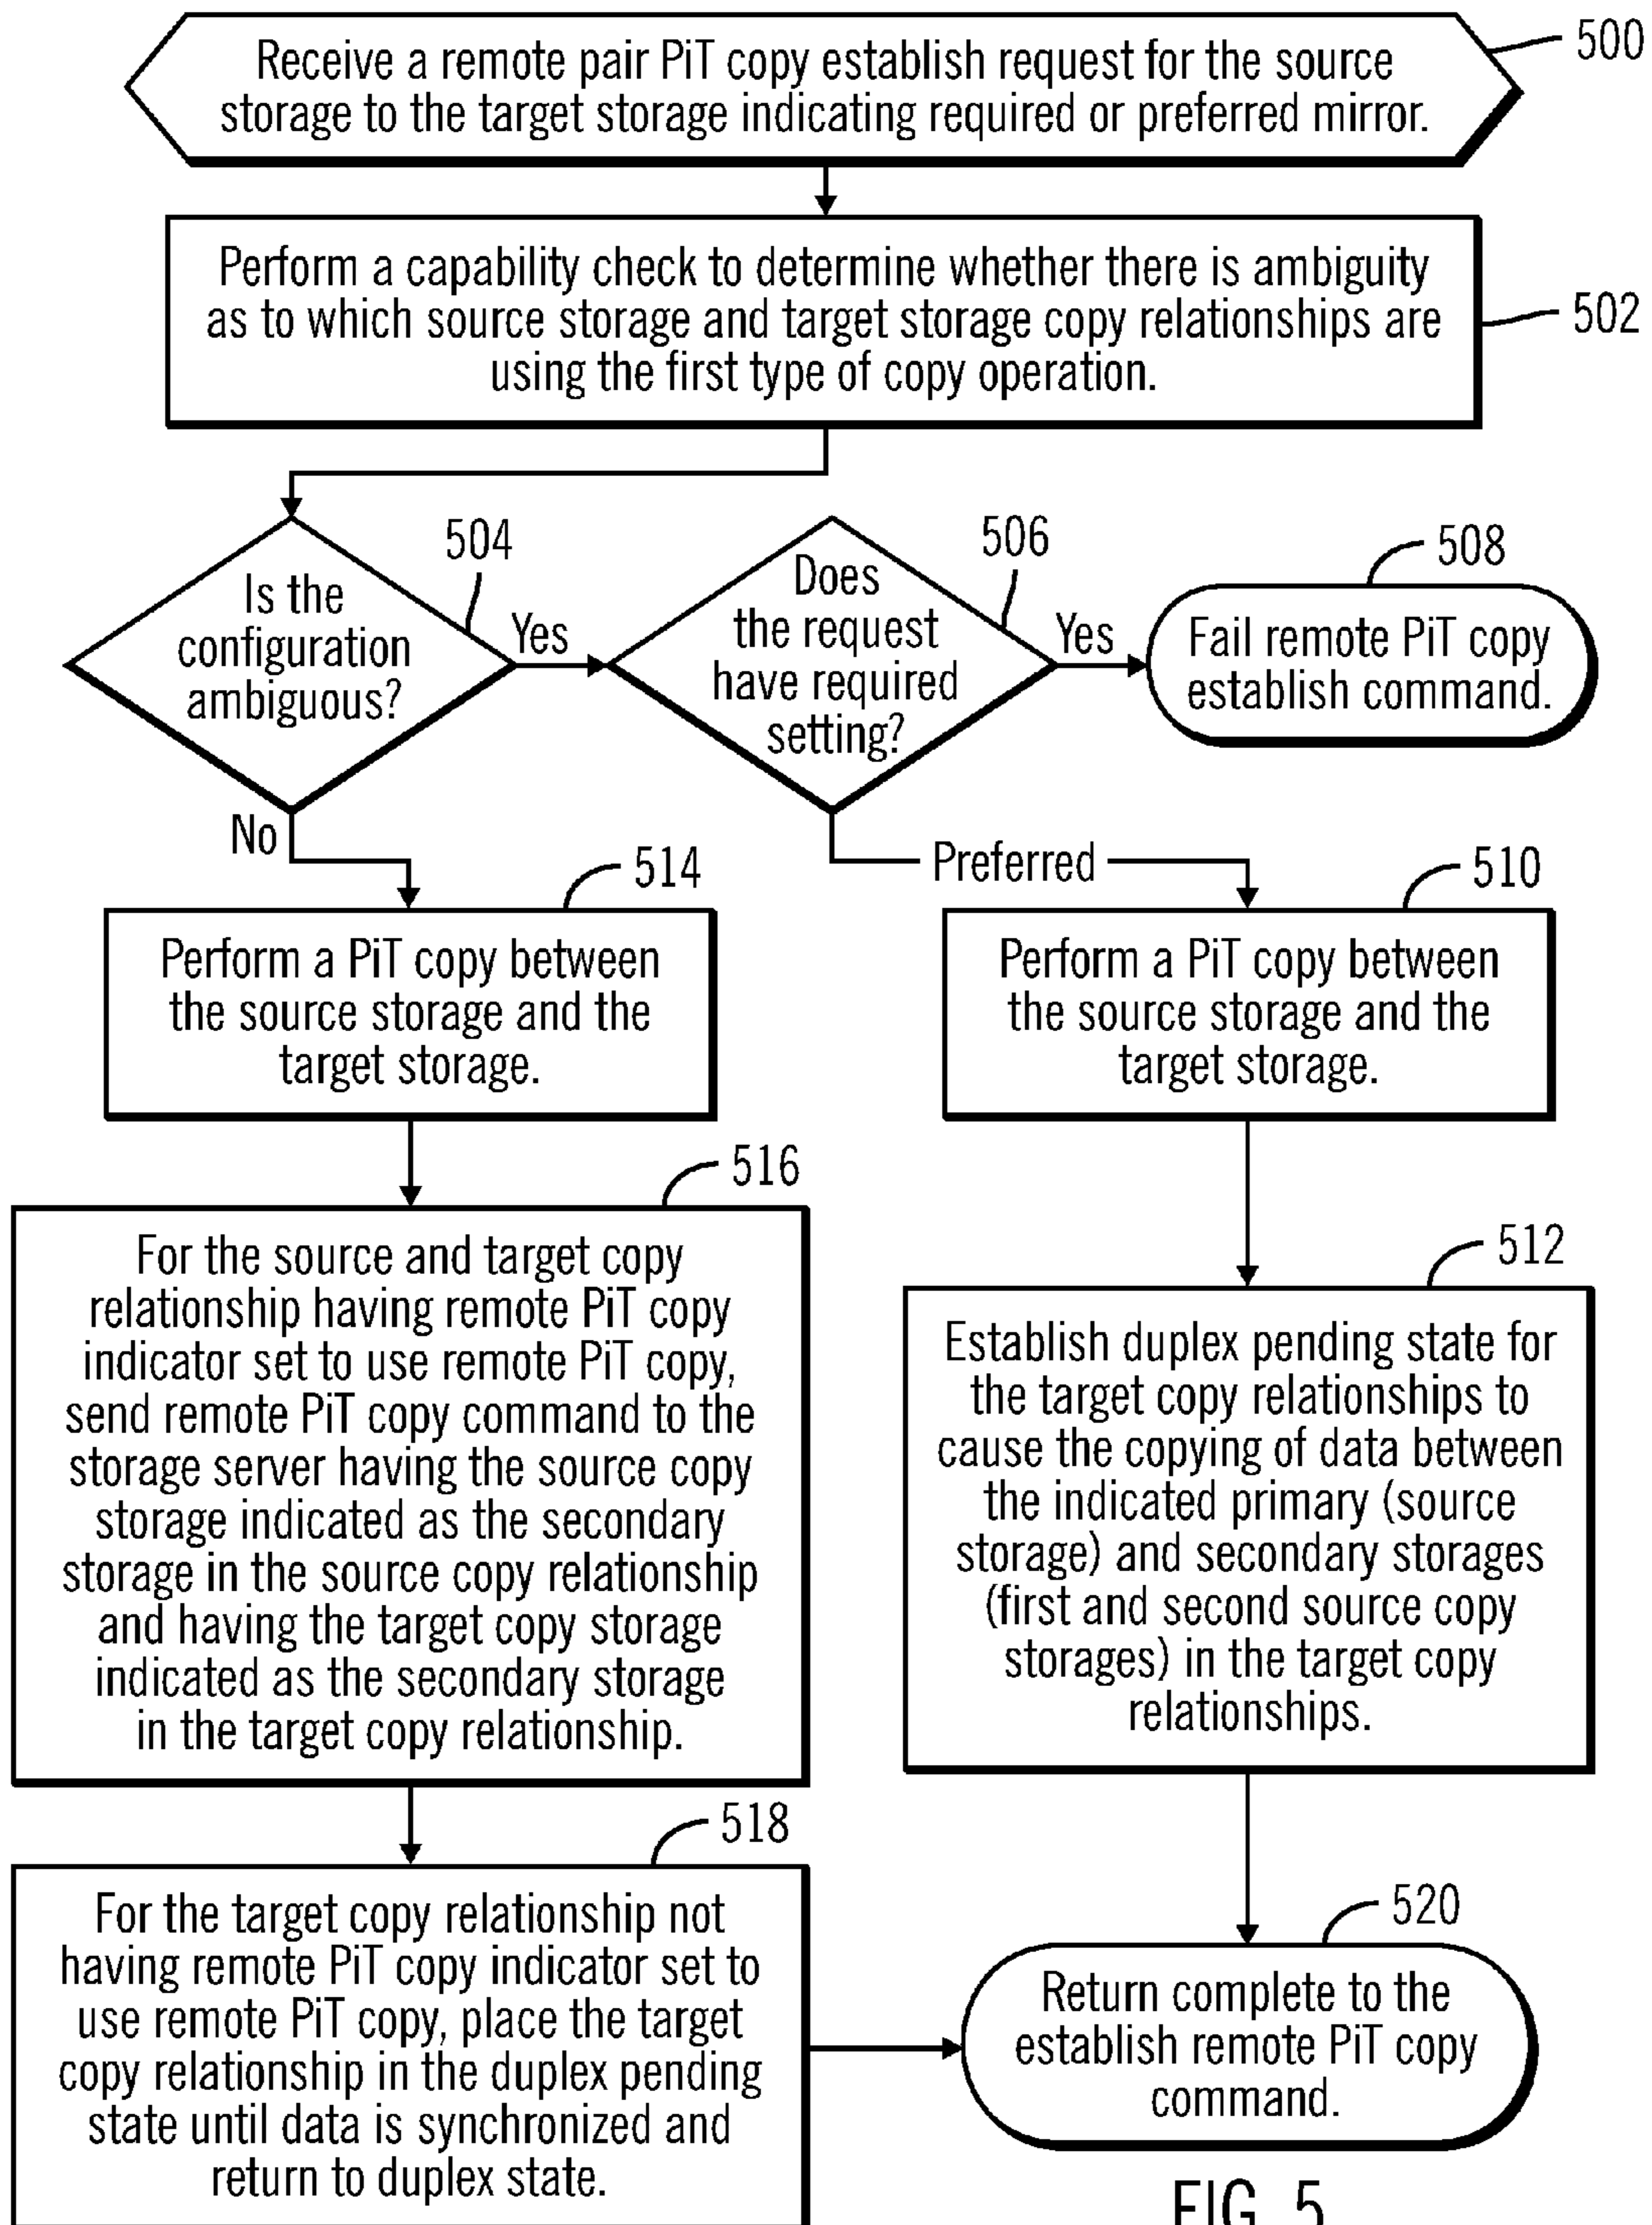 Receive a remote pair PiT copy establish request for the source
storage to the target storage indicating required or preferred mirror.
500
Perform a capability check to determine whether there is ambiguity
as to which source storage and target storage copy relationships are
using the first type of copy operation.
502
504
Is the
configuration
ambiguous?
Yes
No
506
Does
the request
have required
setting?
Yes
Preferred
508
Fail remote PiT copy
establish command.
514
Perform a PiT copy between
the source storage and the
target storage.
510
Perform a PiT copy between
the source storage and the
target storage.
516
For the source and target copy
relationship having remote PiT copy
indicator set to use remote PiT copy,
send remote PiT copy command to the
storage server having the source copy
storage indicated as the secondary
storage in the source copy relationship
and having the target copy storage
indicated as the secondary storage
in the target copy relationship.
512
Establish duplex pending state for
the target copy relationships to
cause the copying of data between
the indicated primary (source
storage) and secondary storages
(first and second source copy
storages) in the target copy
relationships.
518
For the target copy relationship not
having remote PiT copy indicator set to
use remote PiT copy, place the target
copy relationship in the duplex pending
state until data is synchronized and
return to duplex state.
520
Return complete to the
establish remote PiT copy
command.
FIG. 5